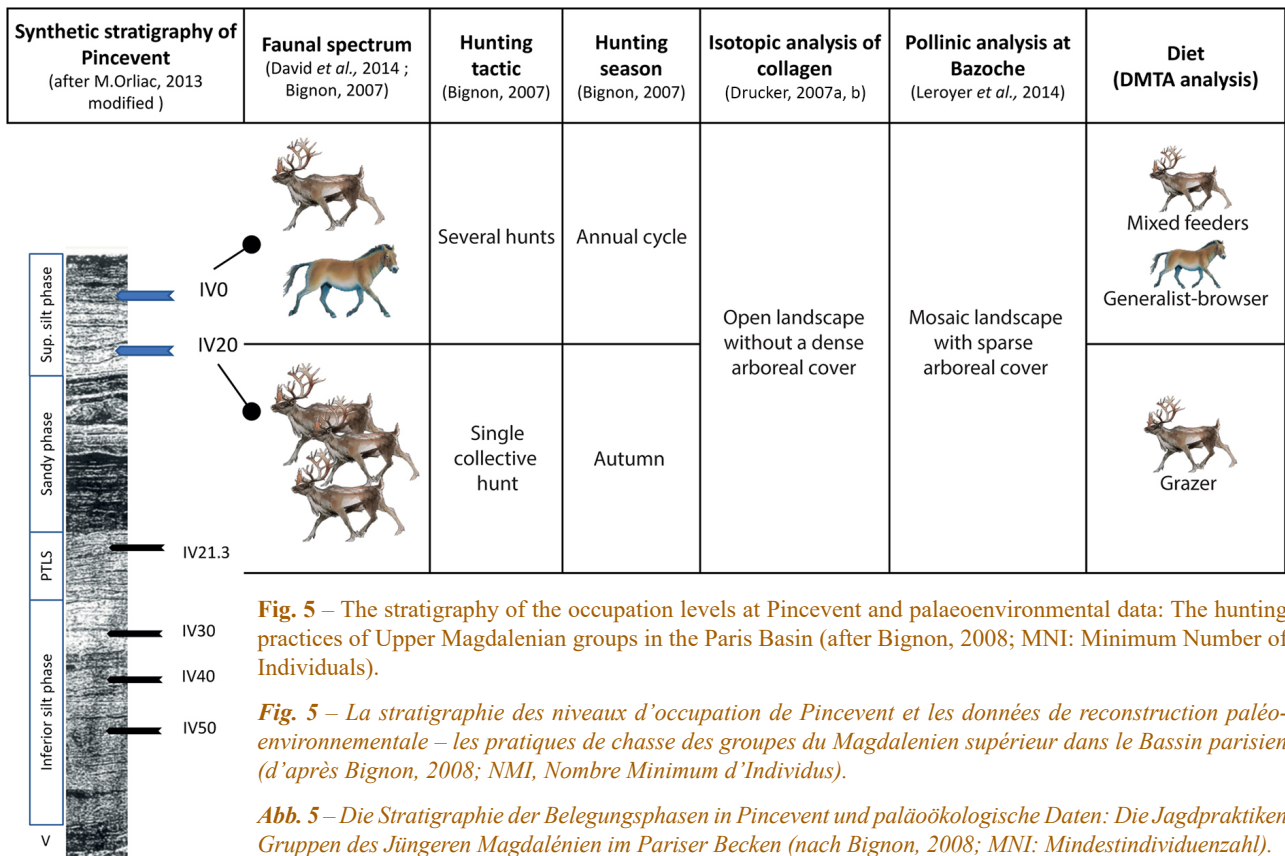 Synthetic stratigraphy of
Pincevent
(after M.Orliac, 2013
modified )
Faunal spectrum
(David et al., 2014 ;
Bignon, 2007)
Hunting
tactic
(Bignon, 2007)
Hunting
season
(Bignon, 2007)
Isotopic analysis of
collagen
(Drucker, 2007a, b)
Pollinic analysis at
Bazoche
(Leroyer et al., 2014)
Diet
(DMTA analysis)
Sup. silt phase
Sandy phase
PTLS
Inferior silt phase
V
IV0
IV20
IV21.3
IV30
IV40
IV50
Several hunts
Annual cycle
Open landscape
without a dense
arboreal cover
Mosaic landscape
with sparse
arboreal cover
Mixed feeders
Generalist-browser
Single
collective
hunt
Autumn
Grazer
Fig. 5 – The stratigraphy of the occupation levels at Pincevent and palaeoenvironmental data: The hunting
practices of Upper Magdalenian groups in the Paris Basin (after Bignon, 2008; MNI: Minimum Number of
Individuals).
Fig. 5 – La stratigraphie des niveaux d’occupation de Pincevent et les données de reconstruction paléo-
environnementale – les pratiques de chasse des groupes du Magdalenien supérieur dans le Bassin parisien
(d’après Bignon, 2008; NMI, Nombre Minimum d’Individus).
Abb. 5 – Die Stratigraphie der Belegungsphasen in Pincevent und paläoökologische Daten: Die Jagdpraktiken
Gruppen des Jüngeren Magdalénien im Pariser Becken (nach Bignon, 2008; MNI: Mindestindividuenzahl).